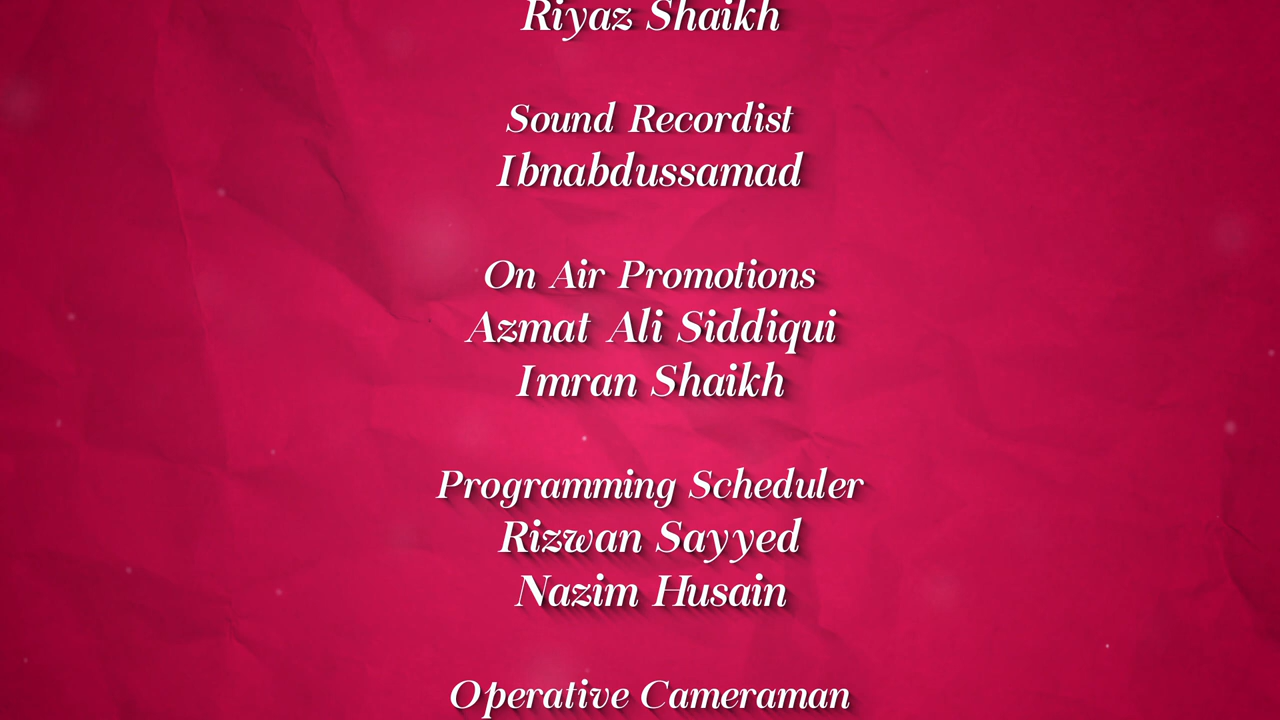 Riyaz Shaikh
Sound Recordist
Ibnabdussamad
On Air Promotions
Azmat Ali Siddiqui
Imran Shaikh
Programming Scheduler
Rizwan Sayyed
Nazim Husain
Operative Cameraman